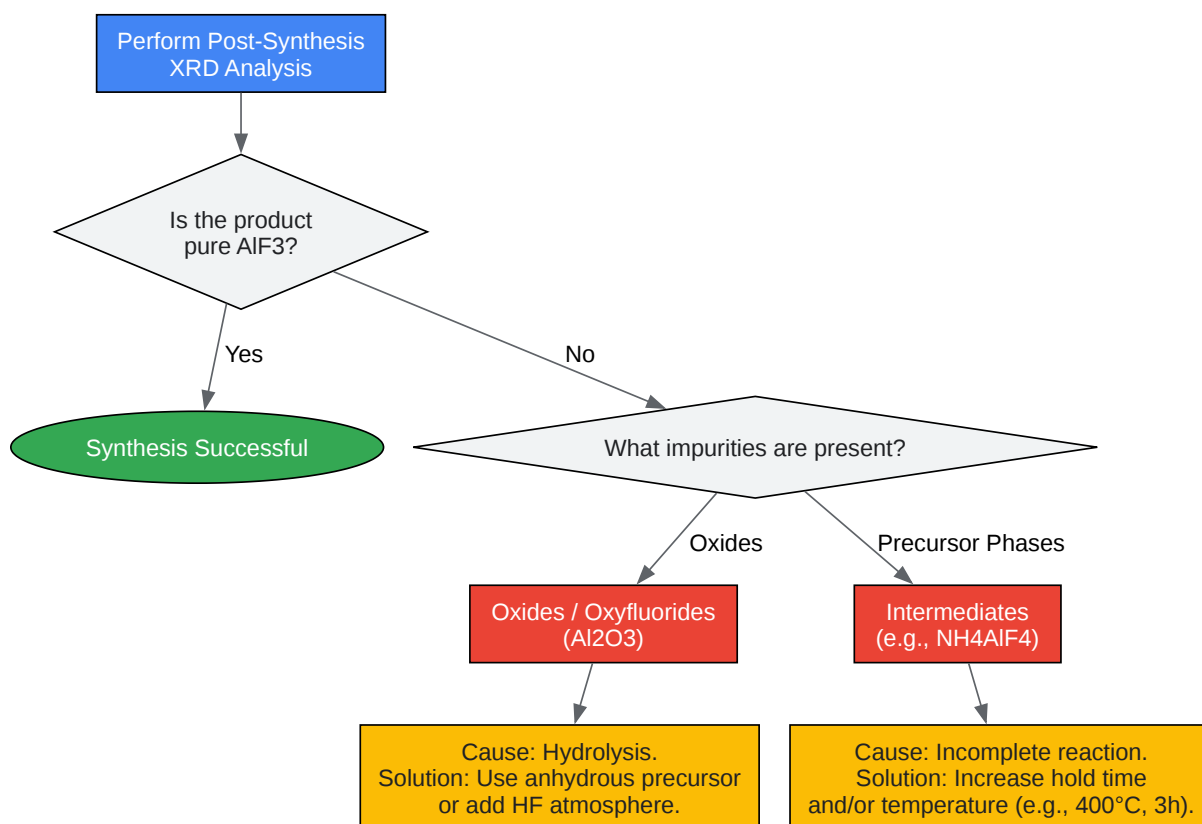 Perform Post-Synthesis
XRD Analysis
Is the product
pure AlF3?
Yes
No
Synthesis Successful
What impurities are present?
Oxides
Precursor Phases
Oxides / Oxyfluorides
(Al2O3)
Intermediates
(e.g., NH4AlF4)
Cause: Hydrolysis.
Solution: Use anhydrous precursor
or add HF atmosphere.
Cause: Incomplete reaction.
Solution: Increase hold time
and/or temperature (e.g., 400°C, 3h).